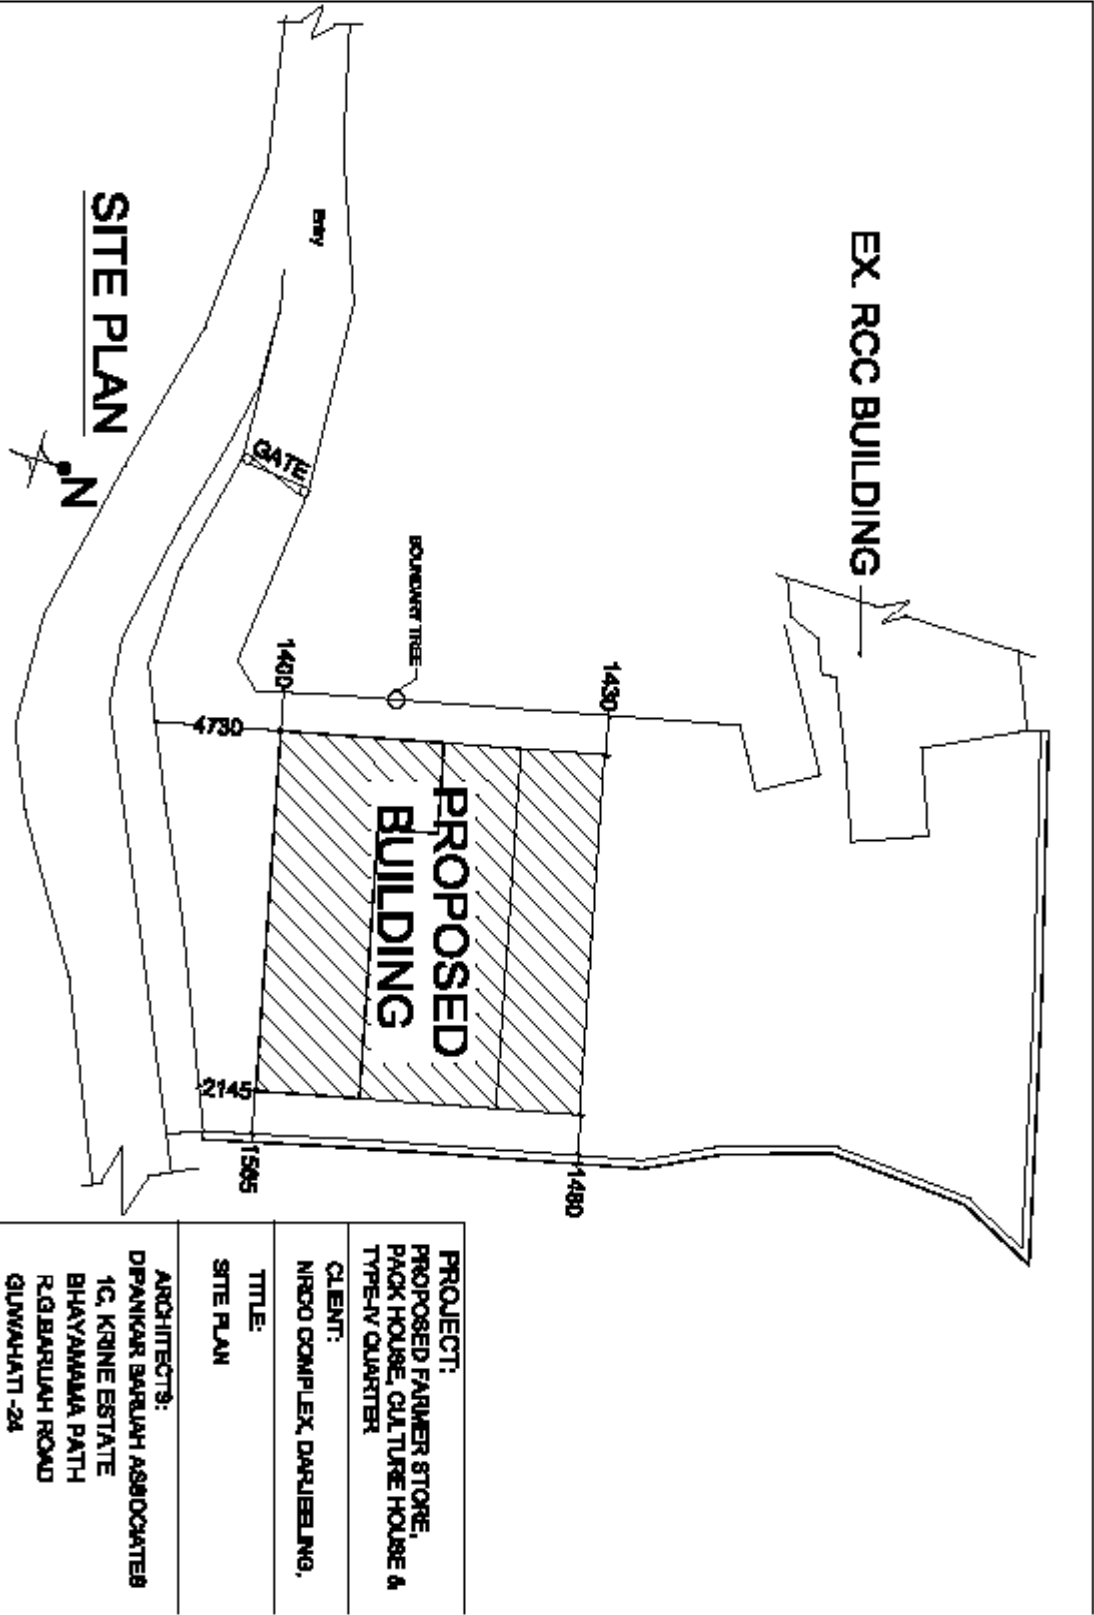 EX. RCC BUILDING
Entry
GATE
BOUNDARY TREE
1430
1400
4730
PROPOSED
BUILDING
2145
1480
SITE PLAN
N
PROJECT:
PROPOSED FARMER STORE,
PACK HOUSE, CULTURE HOUSE &
TYPE-IV QUARTER
CLIENT:
NRCO COMPLEX, DARJEELING,
TITLE:
SITE PLAN
ARCHITECTS:
DIPANKAR BARUAH ASSOCIATES
1C, KRINE ESTATE
BHAYAMAMA PATH
R.G.BARUAH ROAD
GUWAHATI -24